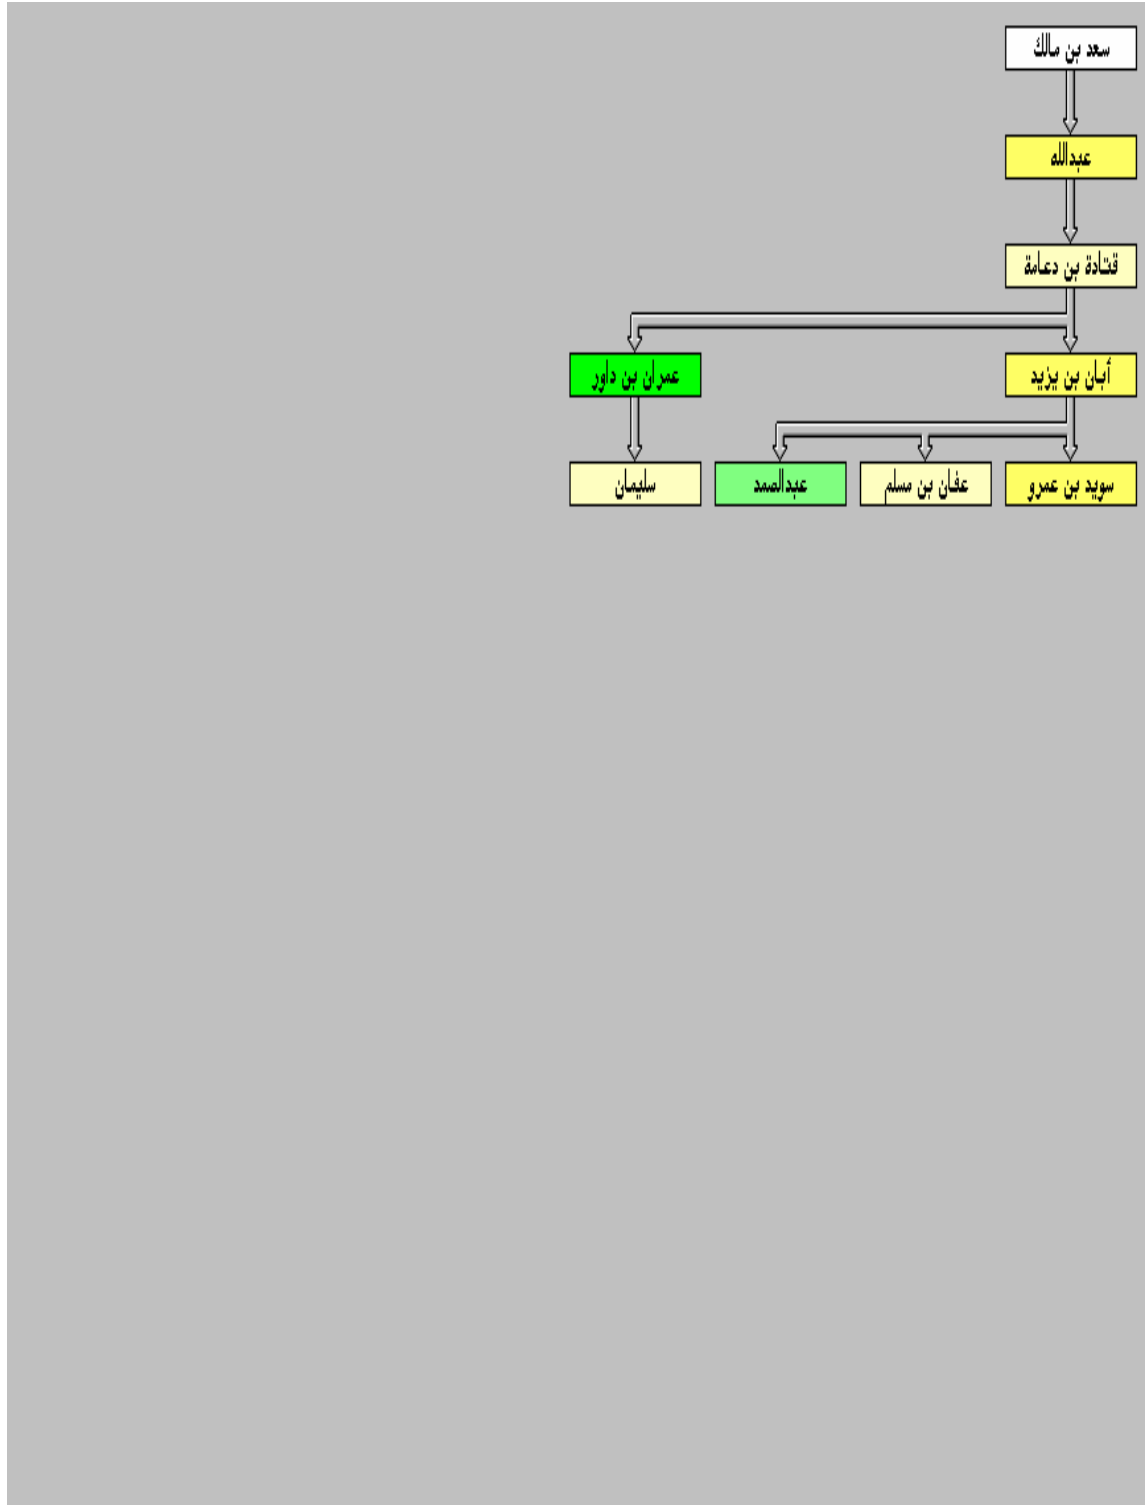 سعد بن مالك
عبدالله
قتادة بن دعامة
أبان بن يزيد
عمران بن داور
سويد بن عمرو
عفان بن مسلم
عبدالصمد
سليمان